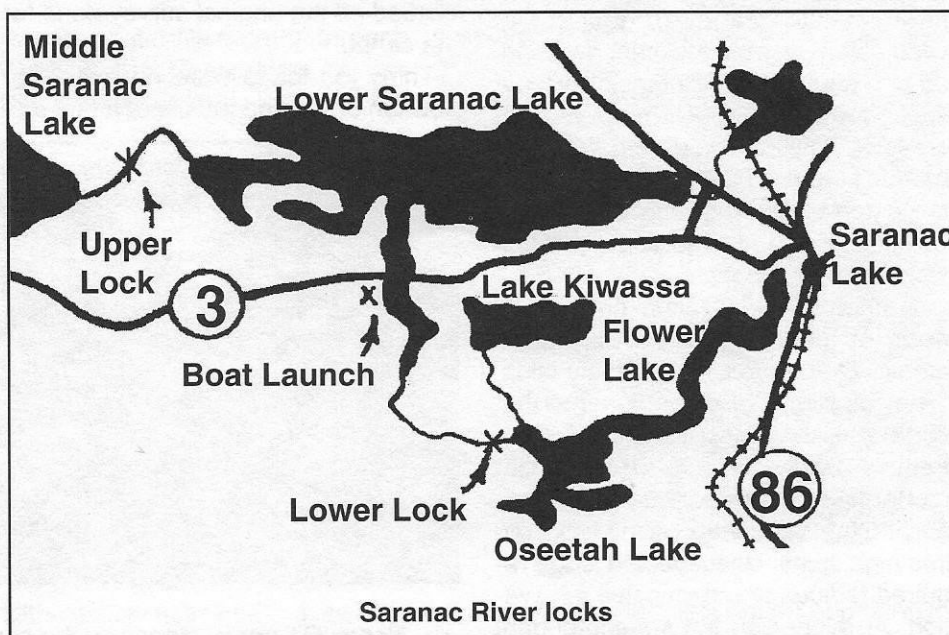 Middle
Saranac
Lake
Lower Saranac Lake
Upper
Lock
Saranac
Lake
3
x
Lake Kiwassa
Flower
Lake
Boat Launch
Lower Lock
86
Oseetah Lake
Saranac River locks